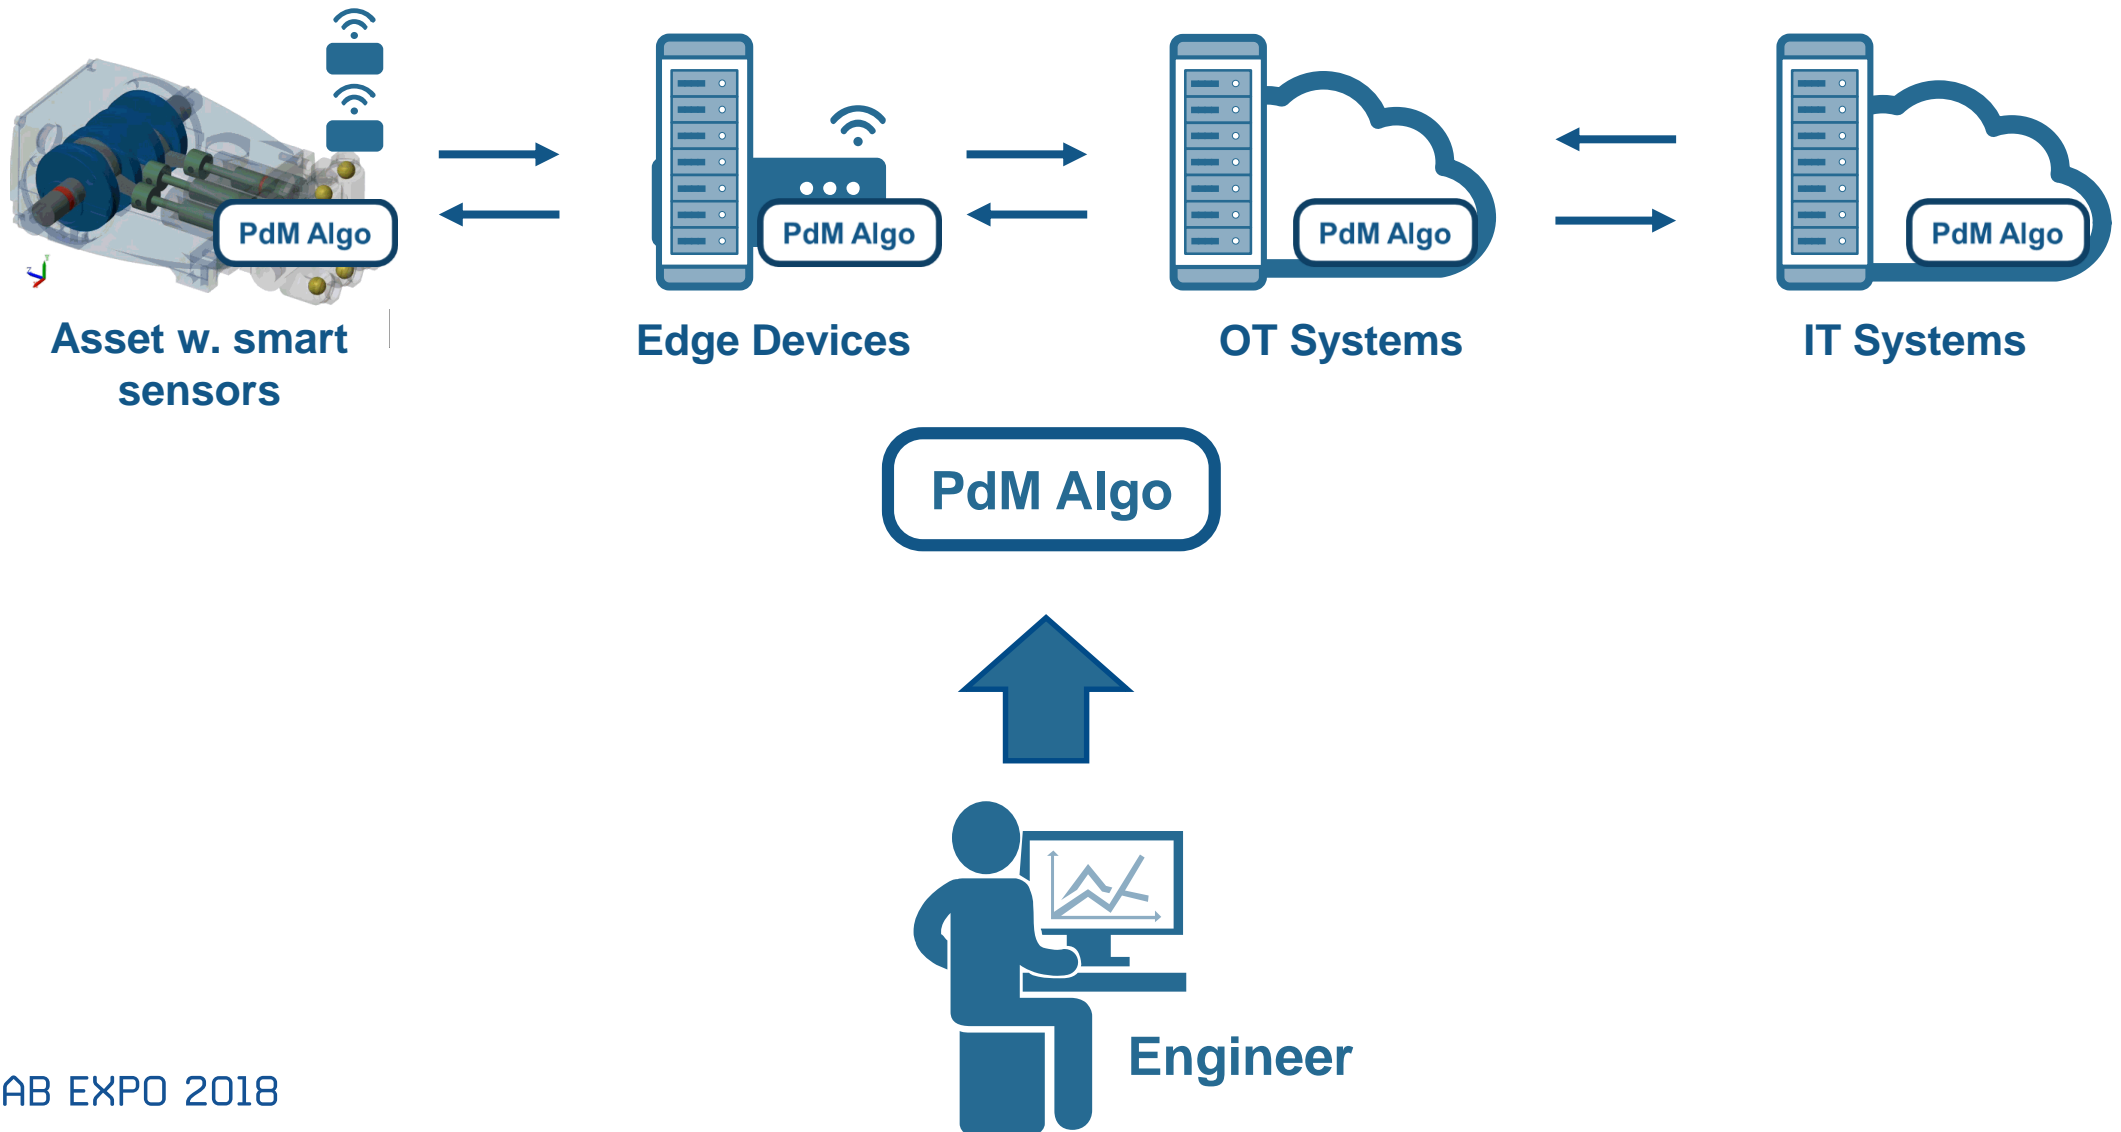 PdM Algo
PdM Algo
PdM Algo
PdM Algo
Asset w. smart
sensors
Edge Devices
OT Systems
IT Systems
PdM Algo
Engineer
AB EXPO 2018